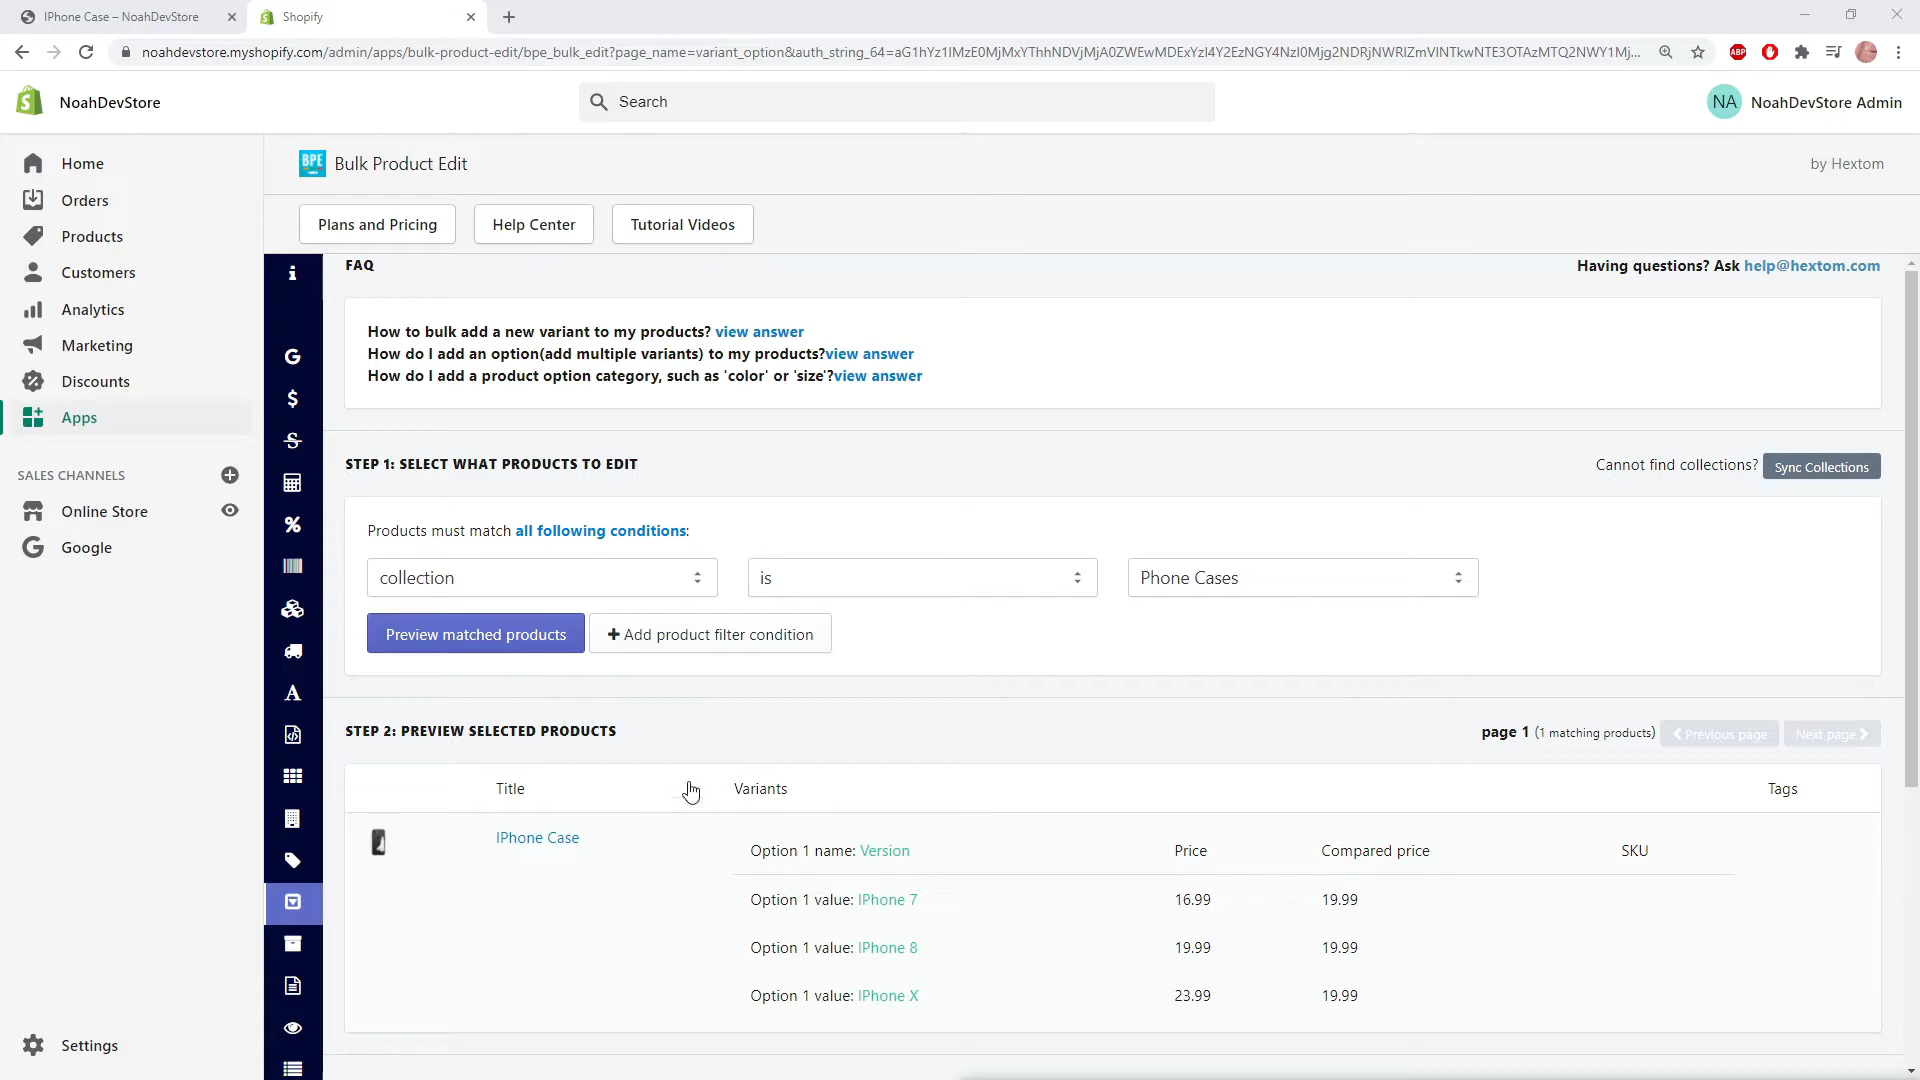 IPhone Case – NoahDevStore
Shopify
noahdevstore.myshopify.com/admin/apps/bulk-product-edit/bpe_bulk_edit?page_name=variant_option&auth_string_64=
ABP
NoahDevStore
Search
NA
NoahDevStore Admin
Home
Orders
Products
Customers
Analytics
Marketing
Discounts
Apps
SALES CHANNELS
Online Store
Google
Settings
BPE
Bulk Product Edit
by Hextom
Plans and Pricing
Help Center
Tutorial Videos
FAQ
Having questions? Ask help@hextom.com
How to bulk add a new variant to my products? view answer
How do I add an option(add multiple variants) to my products?view answer
How do I add a product option category, such as 'color' or 'size'?view answer
STEP 1: SELECT WHAT PRODUCTS TO EDIT
Cannot find collections? Sync Collections
Products must match all following conditions:
collection
is
Phone Cases
Preview matched products
Add product filter condition
STEP 2: PREVIEW SELECTED PRODUCTS
page 1 (1 matching products)
Previous page
Next page
Title
Variants
Tags
IPhone Case
Option 1 name: Version
Price
Compared price
SKU
Option 1 value: IPhone 7
16.99
19.99
Option 1 value: IPhone 8
19.99
19.99
Option 1 value: IPhone X
23.99
19.99